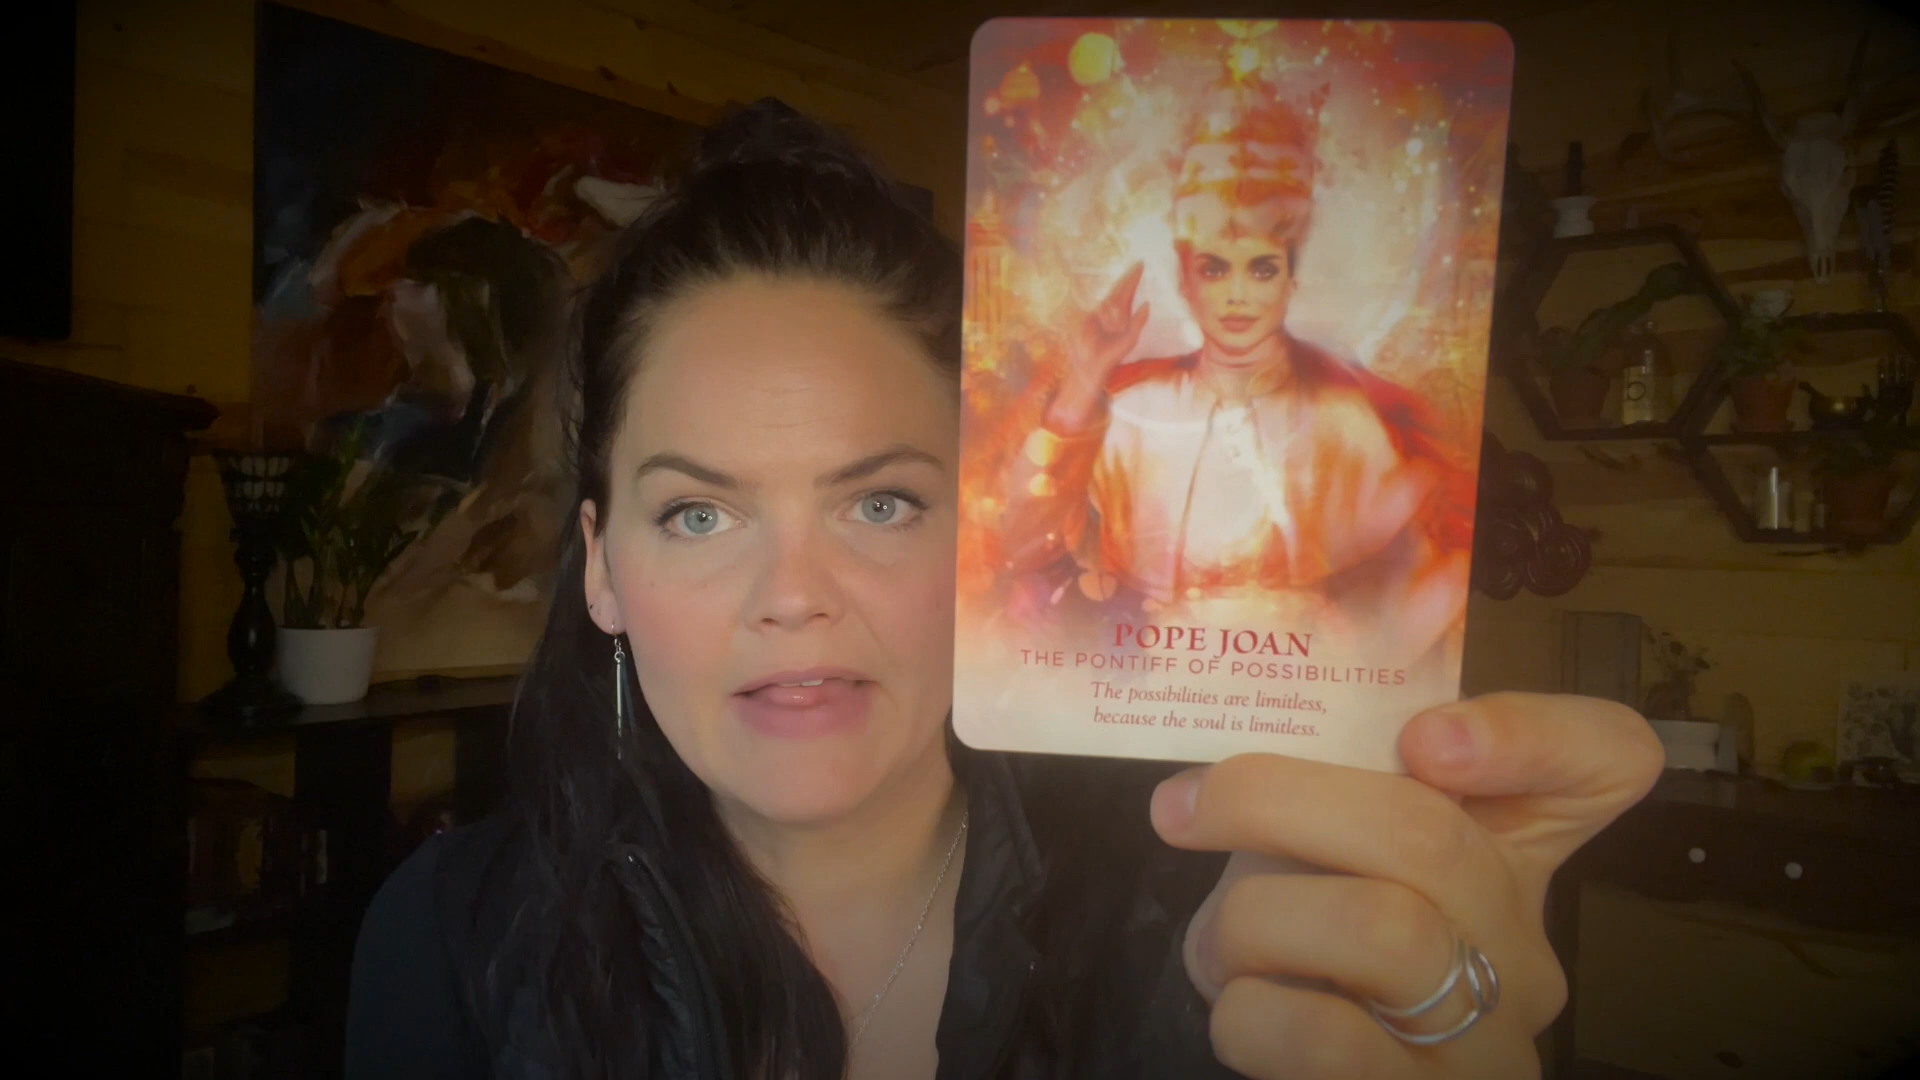 POPE JOAN
THE PONTIFF OF POSSIBILITIES
The possibilities are limitless,
because the soul is limitless.